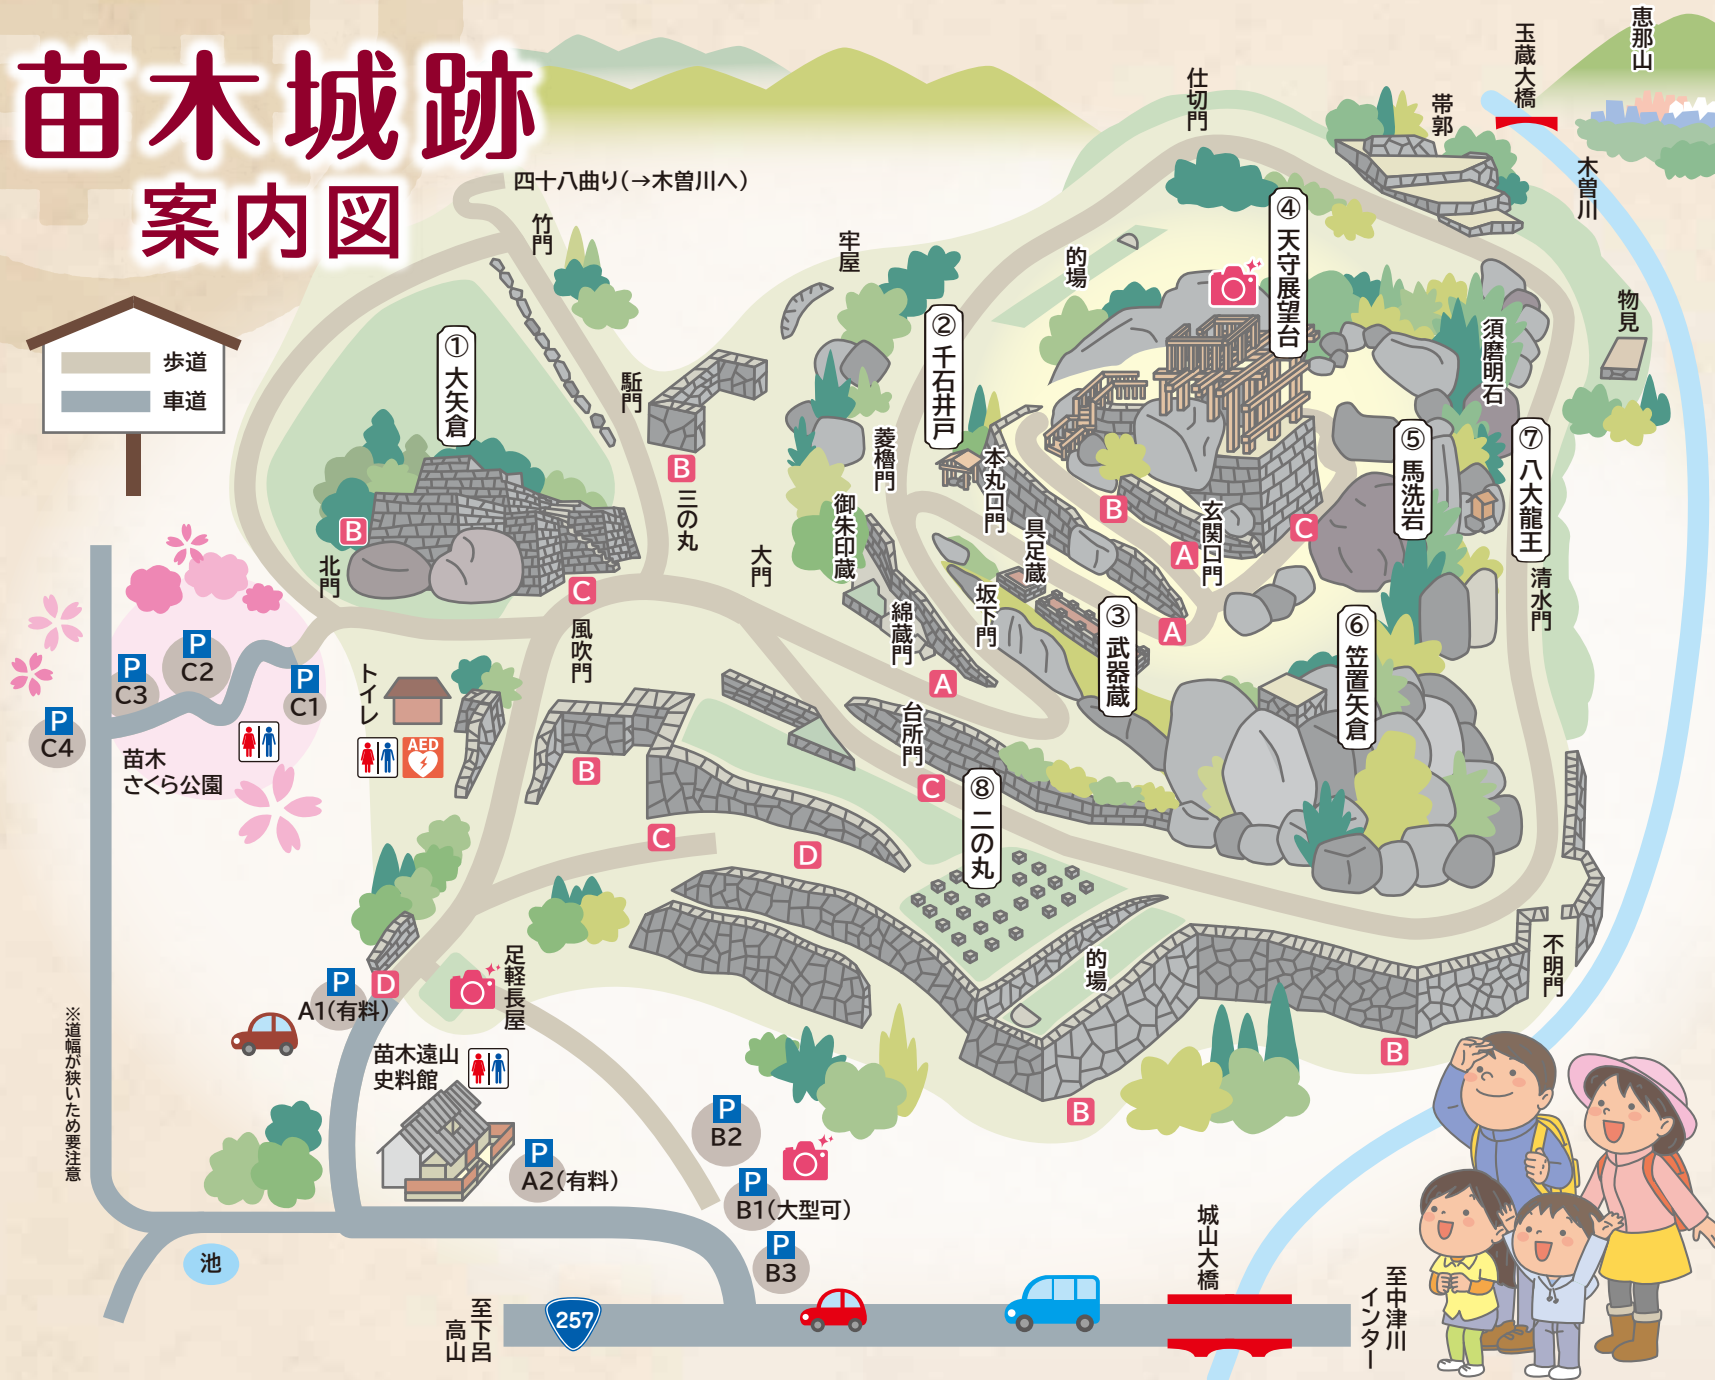 苗木城跡
案内図
歩道
車道
四十八曲り(→木曽川へ)
竹門
牢屋
仕切門
的場
帯郭
玉蔵大橋
恵那山
木曽川
物見
①大矢倉
駈門
B
三の丸
②千石井戸
菱櫓門
御朱印蔵
綿蔵門
大門
本丸口門
具足蔵
坂下門
④天守展望台
B
A
玄関口門
C
A
③武器蔵
須磨明石
⑤馬洗岩
⑦八大龍王
清水門
⑥笠置矢倉
B
北門
C
風吹門
A
台所門
C
⑧二の丸
的場
不明門
B
B
トイレ
AED
B
C
D
D
足軽長屋
P
C3
P
C2
P
C1
P
C4
苗木
さくら公園
P
A1(有料)
苗木遠山
史料館
P
A2(有料)
P
B2
P
B1(大型可)
P
B3
※道幅が狭いため要注意
池
至下呂
高山
257
城山大橋
至中津川
インター